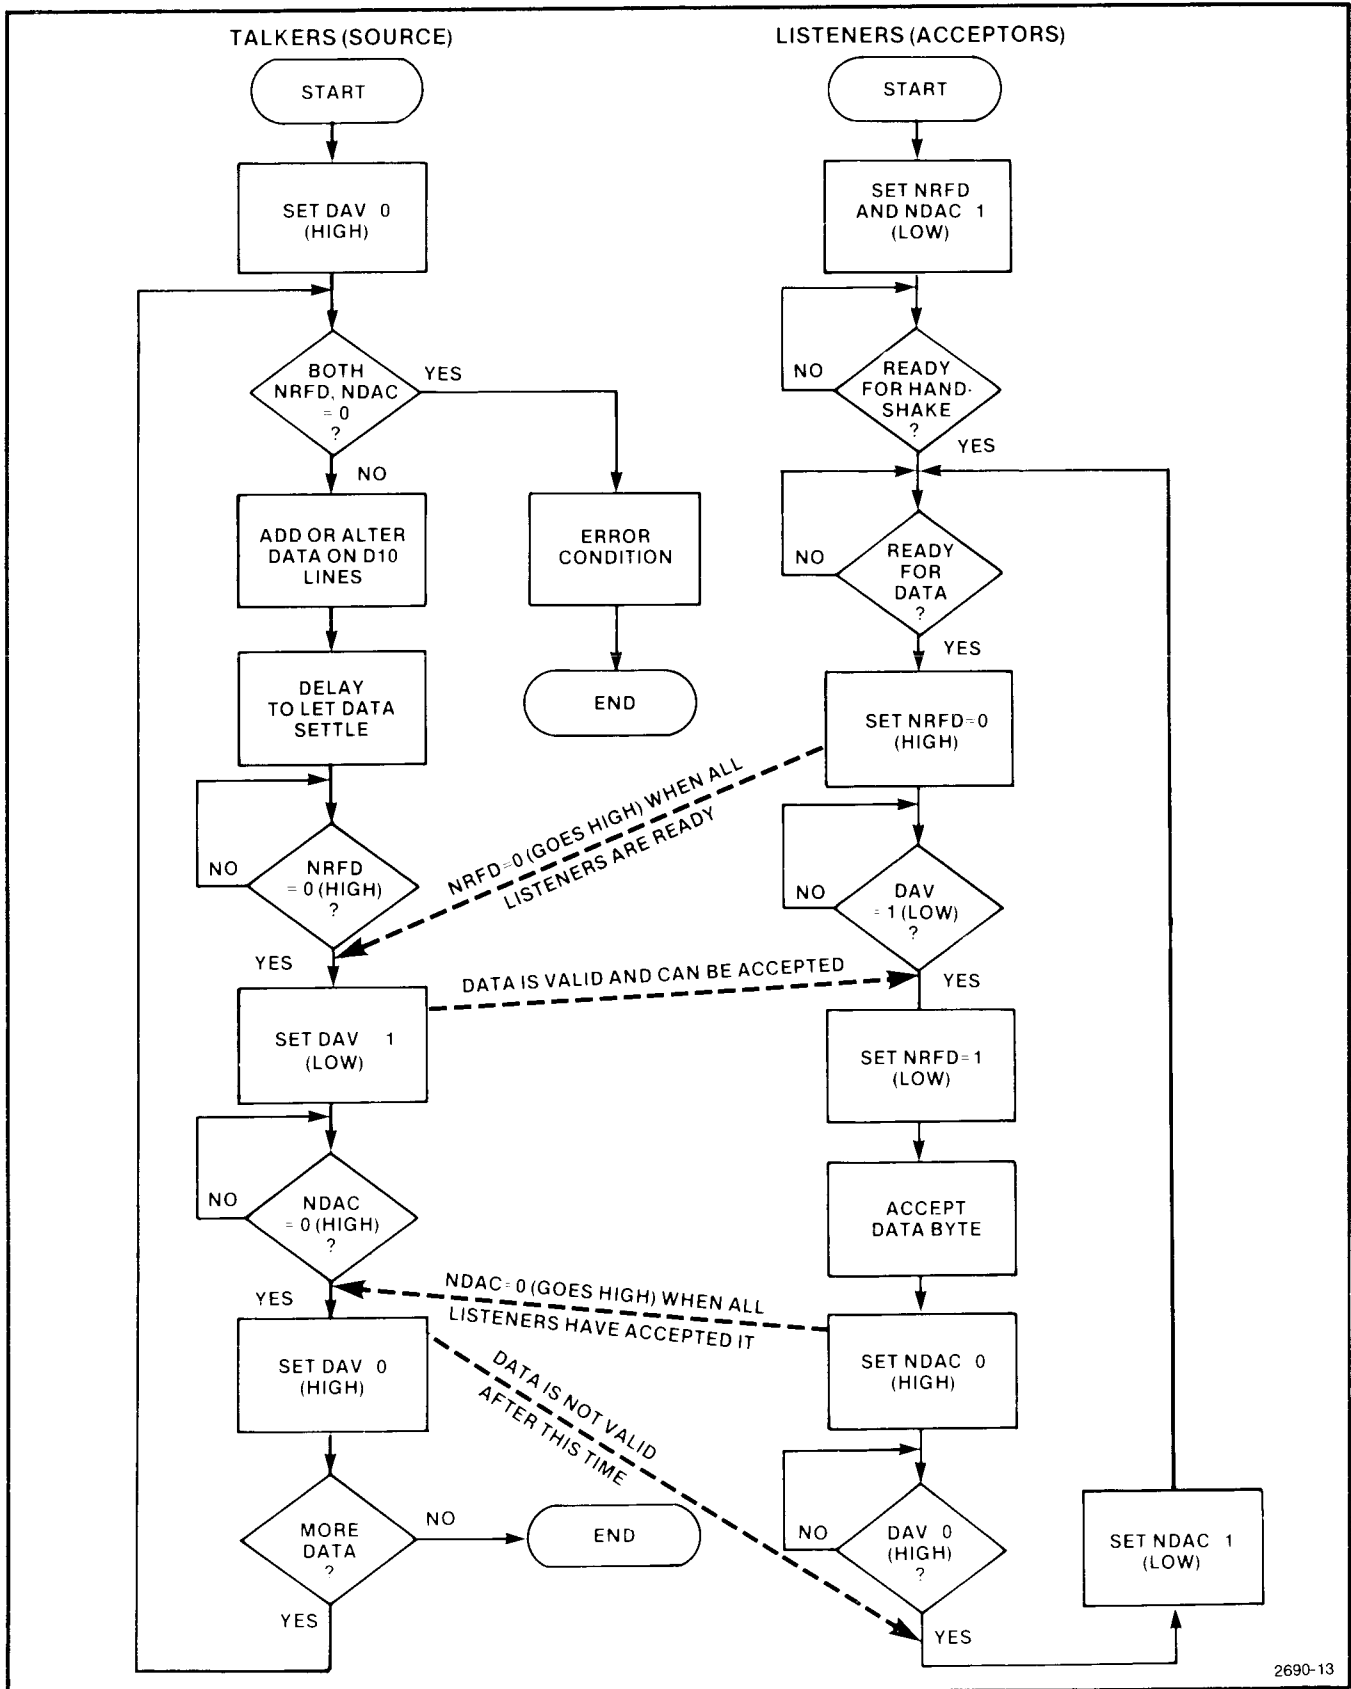 TALKERS (SOURCE)
START
SET DAV 0
(HIGH)
BOTH
NRFD, NDAC
= 0
?
YES
NO
ADD OR ALTER
DATA ON D10
LINES
ERROR
CONDITION
END
DELAY
TO LET DATA
SETTLE
NRFD
= 0 (HIGH)
?
NO
YES
SET DAV 1
(LOW)
NDAC
= 0 (HIGH)
?
NO
YES
SET DAV 0
(HIGH)
MORE
DATA
?
NO
END
YES
NRFD=0 (GOES HIGH) WHEN ALL
LISTENERS ARE READY
DATA IS VALID AND CAN BE ACCEPTED
NDAC=0 (GOES HIGH) WHEN ALL
LISTENERS HAVE ACCEPTED IT
DATA IS NOT VALID
AFTER THIS TIME
LISTENERS (ACCEPTORS)
START
SET NRFD
AND NDAC 1
(LOW)
READY
FOR HAND-
SHAKE
?
NO
YES
READY
FOR
DATA
?
NO
YES
SET NRFD=0
(HIGH)
DAV
= 1 (LOW)
?
NO
YES
SET NRFD=1
(LOW)
ACCEPT
DATA BYTE
SET NDAC 0
(HIGH)
DAV 0
(HIGH)
?
NO
YES
SET NDAC 1
(LOW)
2690-13